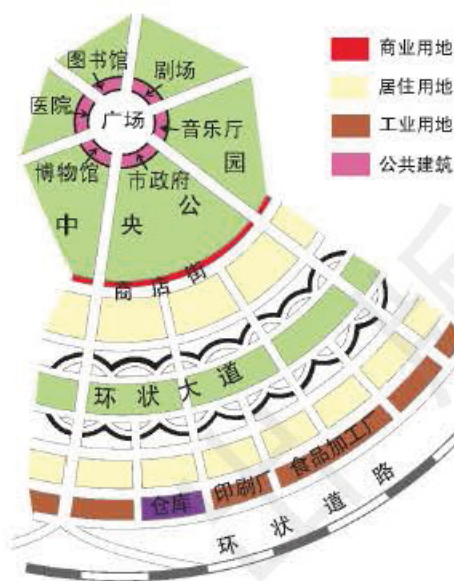 图书馆
剧场
医院
广场
音乐厅
博物馆
市政府
中央公园
商店街
环状大道
仓库
印刷厂
食品加工厂
环状道路
商业用地
居住用地
工业用地
公共建筑